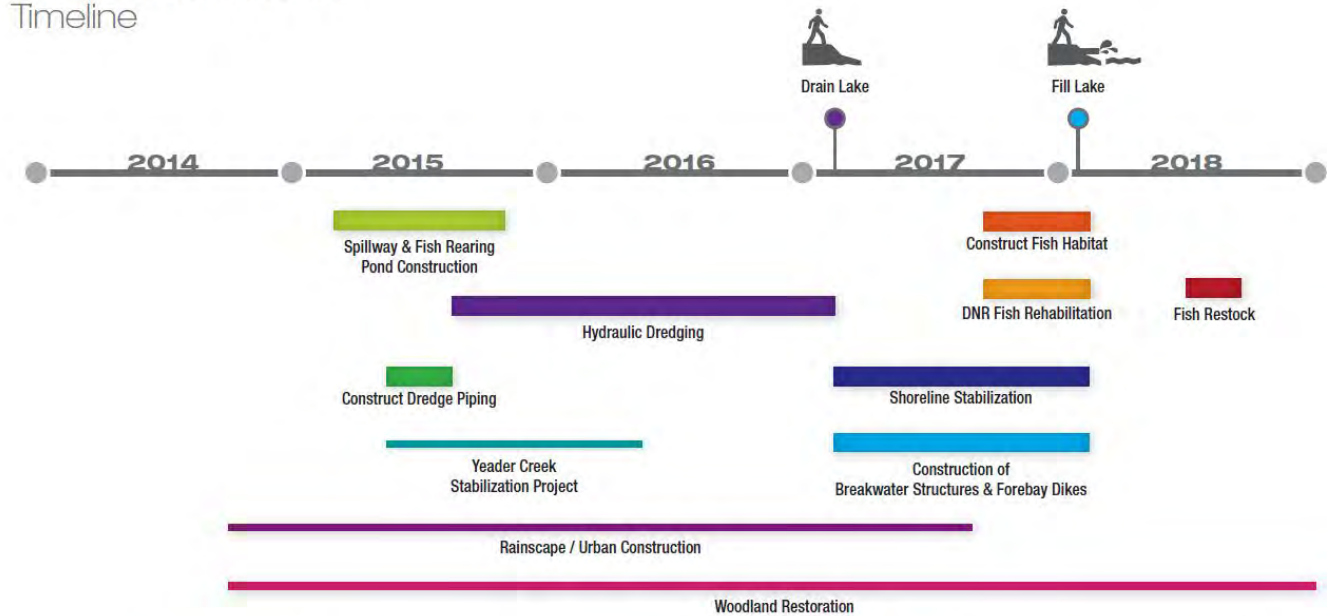 Timeline
Drain Lake
Fill Lake
2014
2015
2016
2017
2018
Spillway & Fish Rearing
Pond Construction
Construct Fish Habitat
Hydraulic Dredging
DNR Fish Rehabilitation
Fish Restock
Construct Dredge Piping
Shoreline Stabilization
Yeader Creek
Stabilization Project
Construction of
Breakwater Structures & Forebay Dikes
Rainscape / Urban Construction
Woodland Restoration